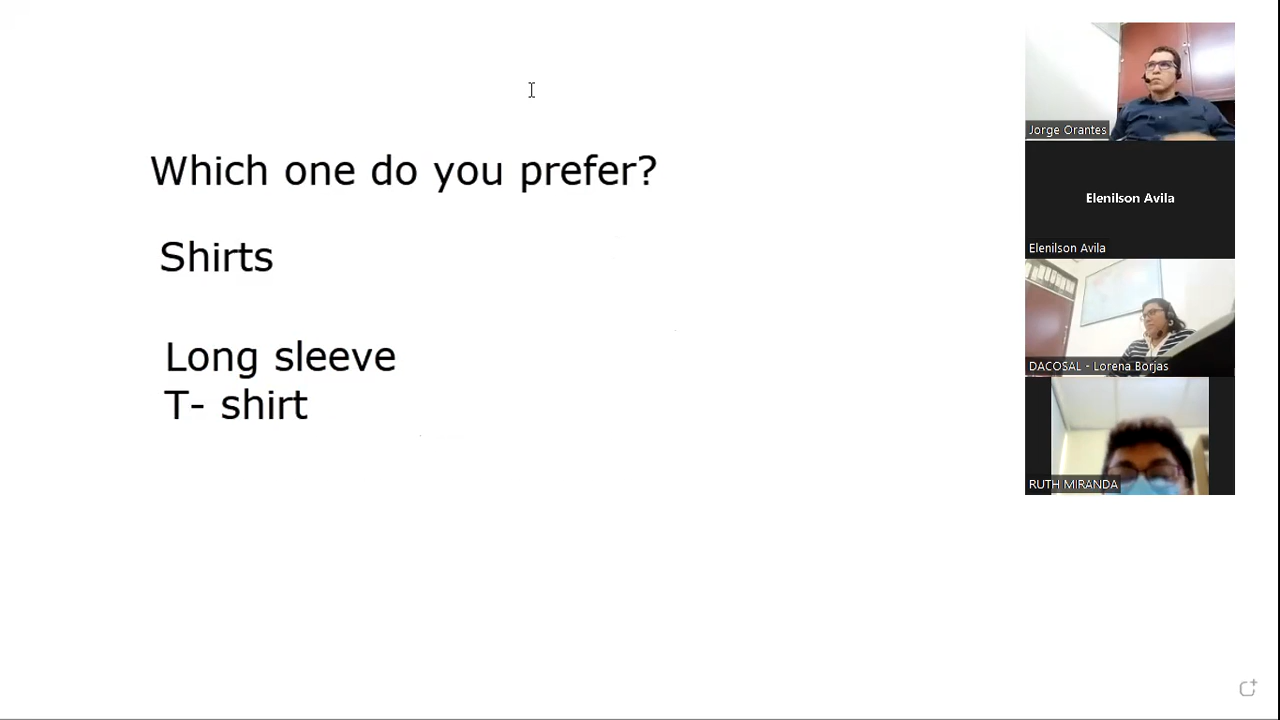 Which one do you prefer?
Shirts
Long sleeve
T- shirt
Jorge Orantes
Elenilson Avila
Elenilson Avila
DACOSAL - Lorena Borjas
RUTH MIRANDA